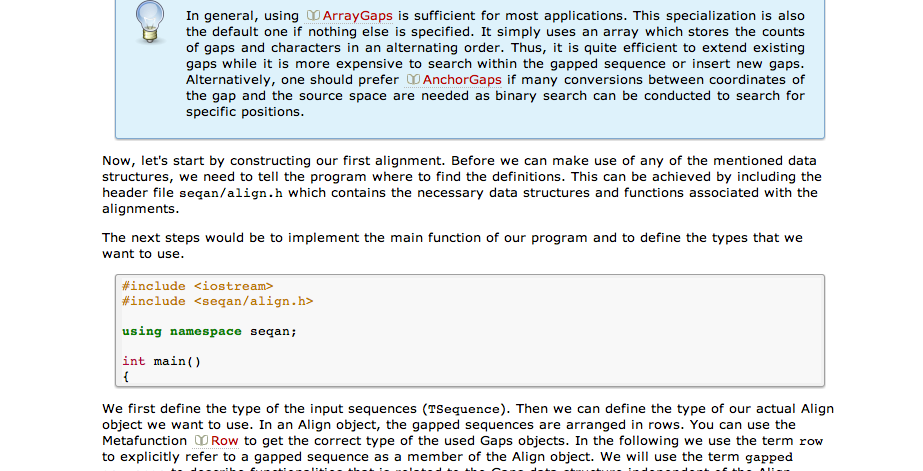 In general, using ArrayGaps is sufficient for most applications. This specialization is also
the default one if nothing else is specified. It simply uses an array which stores the counts
of gaps and characters in an alternating order. Thus, it is quite efficient to extend existing
gaps while it is more expensive to search within the gapped sequence or insert new gaps.
Alternatively, one should prefer AnchorGaps if many conversions between coordinates of
the gap and the source space are needed as binary search can be conducted to search for
specific positions.
Now, let's start by constructing our first alignment. Before we can make use of any of the mentioned data
structures, we need to tell the program where to find the definitions. This can be achieved by including the
header file seqan/align.h which contains the necessary data structures and functions associated with the
alignments.
The next steps would be to implement the main function of our program and to define the types that we
want to use.
#include <iostream>
#include <seqan/align.h>
using namespace seqan;
int main()
{
We first define the type of the input sequences (TSequence). Then we can define the type of our actual Align
object we want to use. In an Align object, the gapped sequences are arranged in rows. You can use the
Metafunction Row to get the correct type of the used Gaps objects. In the following we use the term row
to explicitly refer to a gapped sequence as a member of the Align object. We will use the term gapped